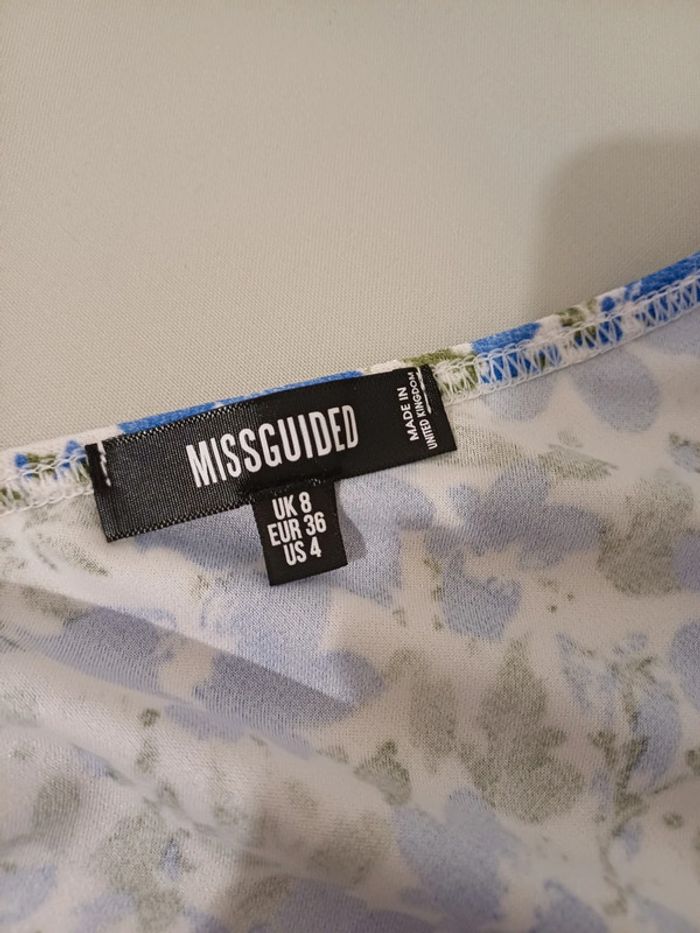 MISSGUIDED
MADE IN
UNITED KINGDOM
UK 8
EUR 36
US 4